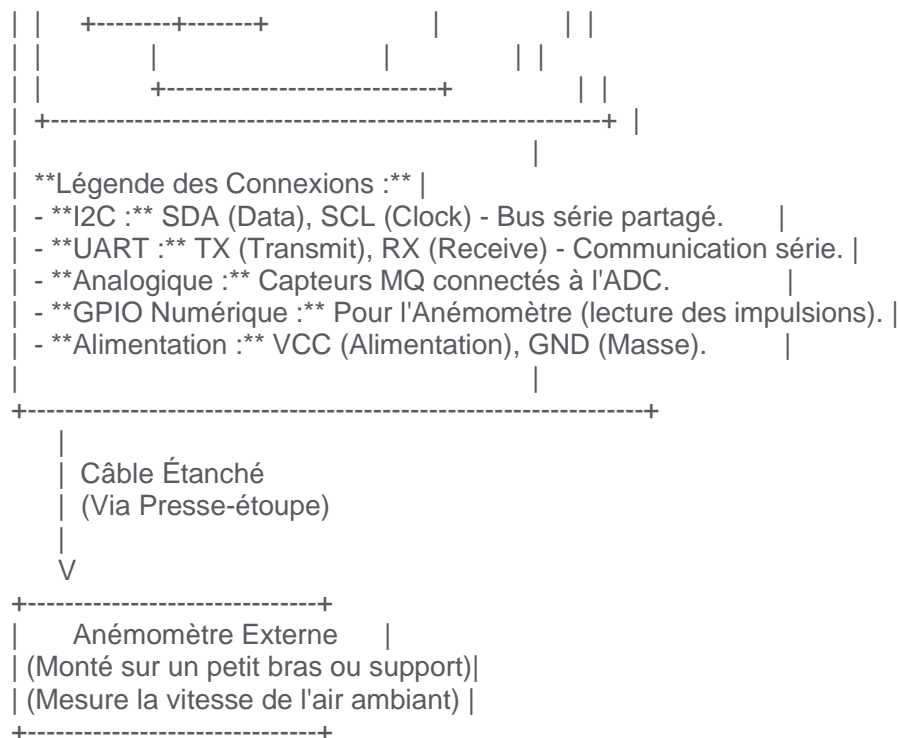 | |    +--------+-------+                    |              | |
| |          |                    |           | |
| |          +-----------------------------+           | |
| +------------------------------------------------------------+ |
|                                                        |
| **Légende des Connexions :** |
| - **I2C :** SDA (Data), SCL (Clock) - Bus série partagé.      |
| - **UART :** TX (Transmit), RX (Receive) - Communication série. |
| - **Analogique :** Capteurs MQ connectés à l'ADC.            |
| - **GPIO Numérique :** Pour l'Anémomètre (lecture des impulsions). |
| - **Alimentation :** VCC (Alimentation), GND (Masse).        |
|                                                        |
+-------------------------------------------------------------------+
|
| Câble Étanché
| (Via Presse-étoupe)
|
V
+-------------------------------+
|     Anémomètre Externe     |
| (Monté sur un petit bras ou support)|
| (Mesure la vitesse de l'air ambiant) |
+-------------------------------+